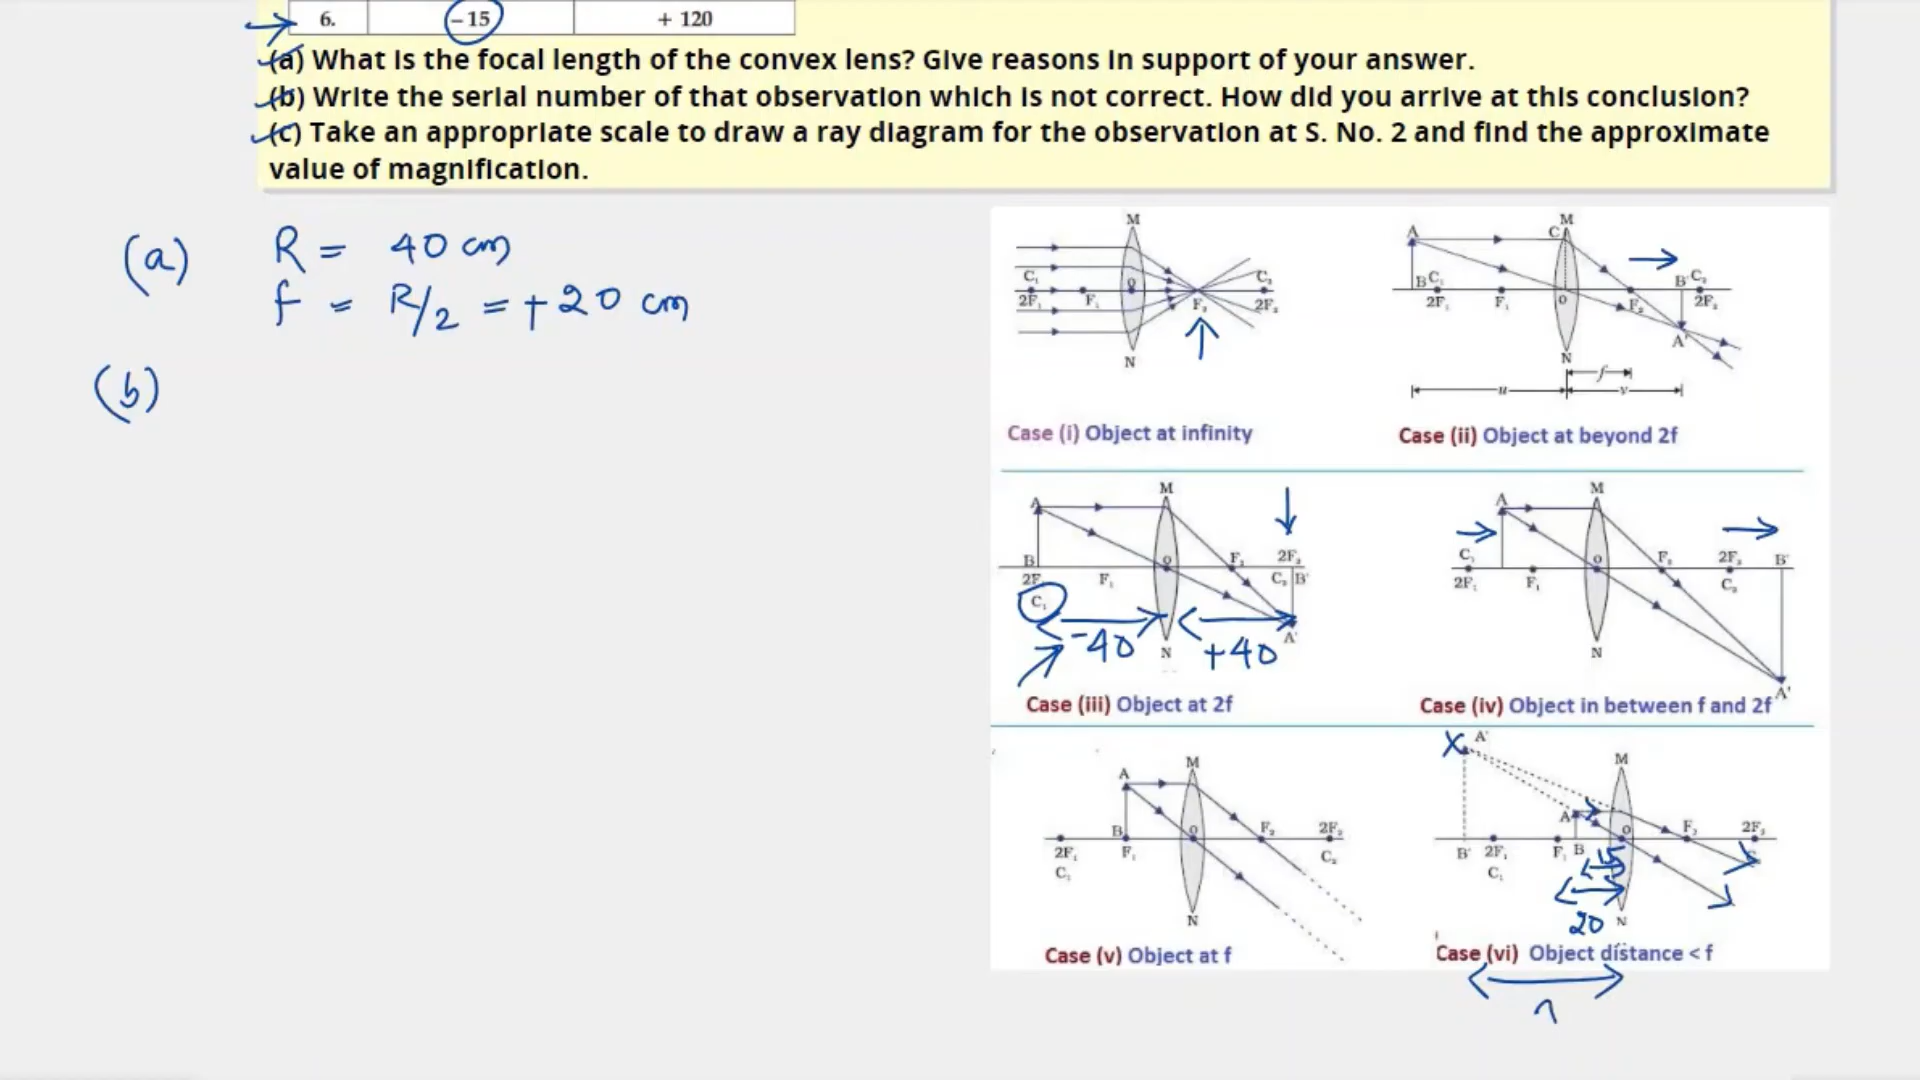 6. -15 + 120
(a) What is the focal length of the convex lens? Give reasons in support of your answer.
(b) Write the serial number of that observation which is not correct. How did you arrive at this conclusion?
(c) Take an appropriate scale to draw a ray diagram for the observation at S. No. 2 and find the approximate
value of magnification.
(a) R = 40 cm
f = R/2 = +20 cm
(b)
M
C₁ O C₂
2F₁ F₁ F₂ 2F₂
N
Case (i) Object at infinity
M
A C
B C₁ B' C₂
2F₁ F₁ O F₂ 2F₂
A'
N
f
u v
Case (ii) Object at beyond 2f
M
A
B O F₂ 2F₂
2F₁ F₁ C₂ B'
C₁
-40 N +40 A'
Case (iii) Object at 2f
M
A
C₁ O F₂ 2F₂ B'
2F₁ F₁ C₂
N
A'
Case (iv) Object in between f and 2f
M
A
B O F₂ 2F₂
2F₁ F₁ C₂
C₁
N
Case (v) Object at f
X A'
M
A
O F₂ 2F₂
B' 2F₁ F₁ B 15
C₁
20 N
Case (vi) Object distance < f